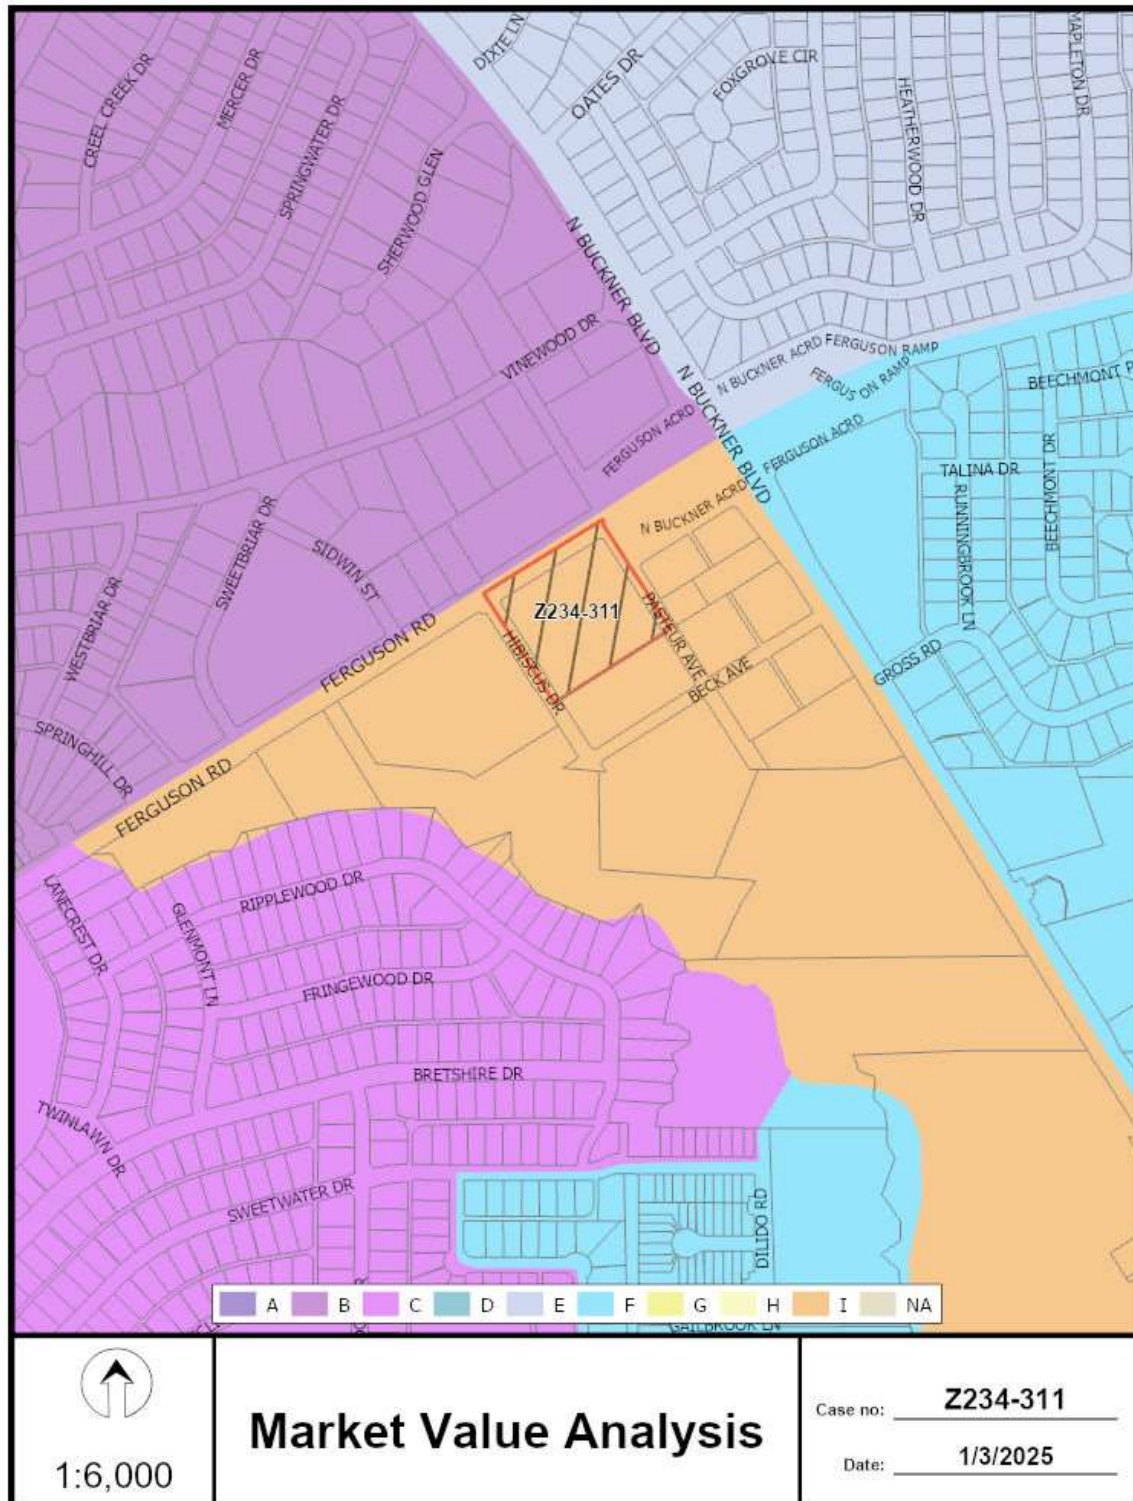 DIXIE LN
OATES DR
FOXGROVE CIR
HEATHERWOOD DR
MAPLETON DR
CREEL CREEK DR
MERCER DR
SPRINGWATER DR
SHERWOOD GLEN
N BUCKNER BLVD
VINEWOOD DR
N BUCKNER ACRD
FERGUSON RAMP
FERGUS ON RAMP
BEECHMONT P
N BUCKNER BLVD
FERGUSON ACRD
FERGUSON ACRD
TALINA DR
RUNNINGBROOK LN
BEECHMONT DR
N BUCKNER ACRD
SWEETBRIAR DR
SIDWIN ST
WESTBRIAR DR
Z234-311
HIBISCUS DR
PASTEUR AVE
BECK AVE
GROSS RD
FERGUSON RD
SPRINGHILL DR
FERGUSON RD
LANECREST DR
GLENMONT LN
RIPPLEWOOD DR
FRINGEWOOD DR
BRETSHIRE DR
TWINLAWN DR
SWEETWATER DR
DILIDO RD
A B C D E F G H I NA
GAILBROOK LN
1:6,000
Market Value Analysis
Case no: Z234-311
Date: 1/3/2025